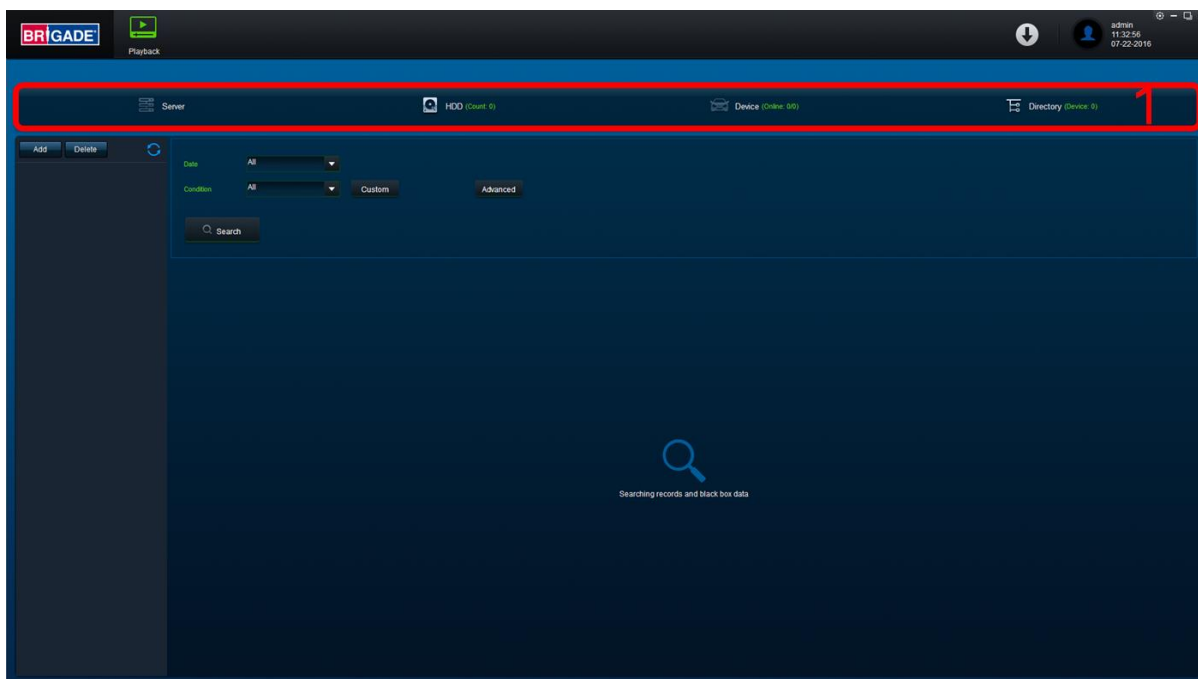 BRIGADE
Playback
admin
11:32:56
07-22-2016
Server
HDD (Count: 0)
Device (Online: 0/0)
Directory (Device: 0)
1
Add Delete
Date All
Condition All Custom Advanced
Search
Searching records and black box data